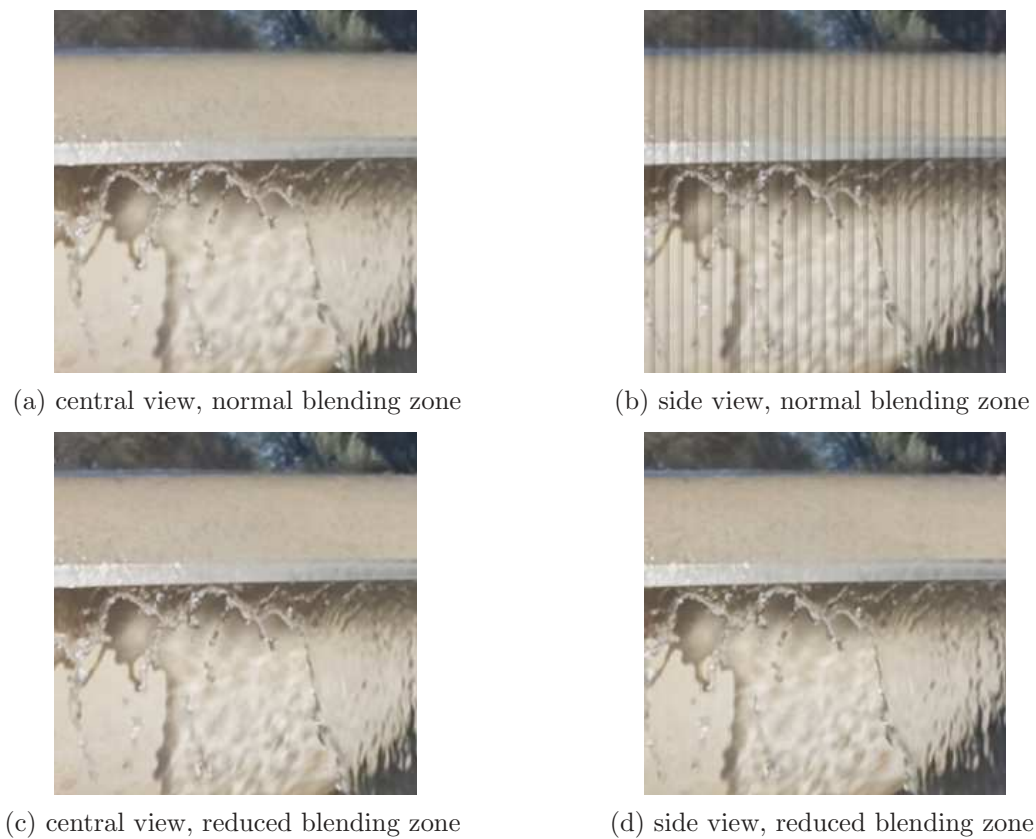 (a) central view, normal blending zone
(b) side view, normal blending zone
(c) central view, reduced blending zone
(d) side view, reduced blending zone